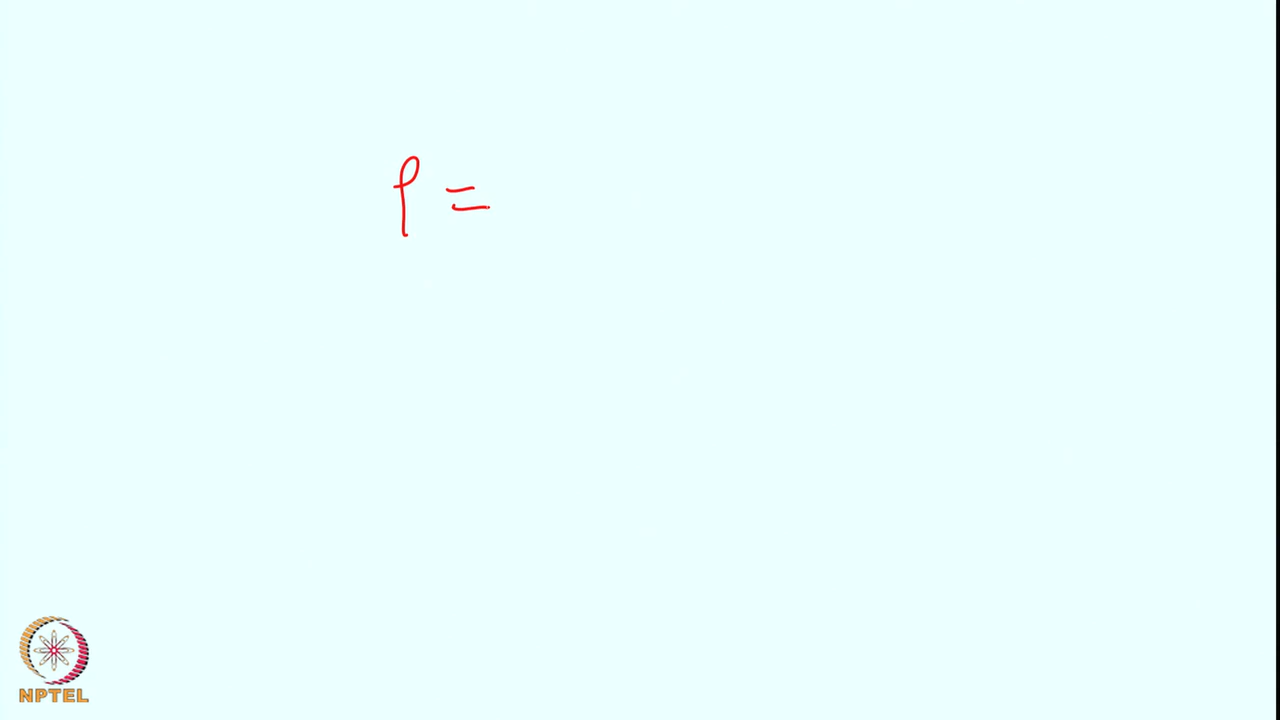 ρ =
NPTEL